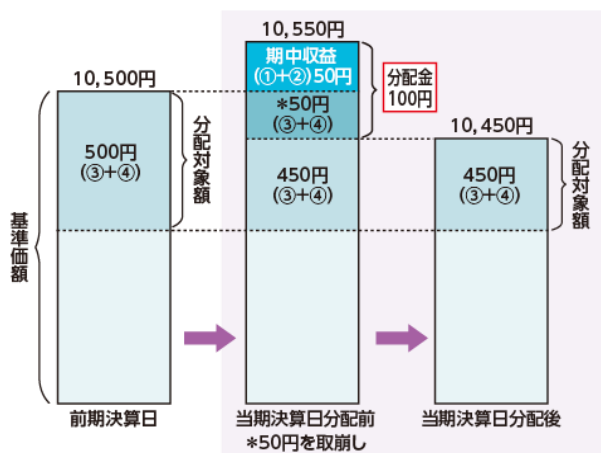 10,500円
500円
(③+④)
分配対象額
基準価額
前期決算日
10,550円
期中収益
(①+②)50円
*50円
(③+④)
450円
(③+④)
分配金
100円
当期決算日分配前
*50円を取崩し
10,450円
450円
(③+④)
分配対象額
当期決算日分配後